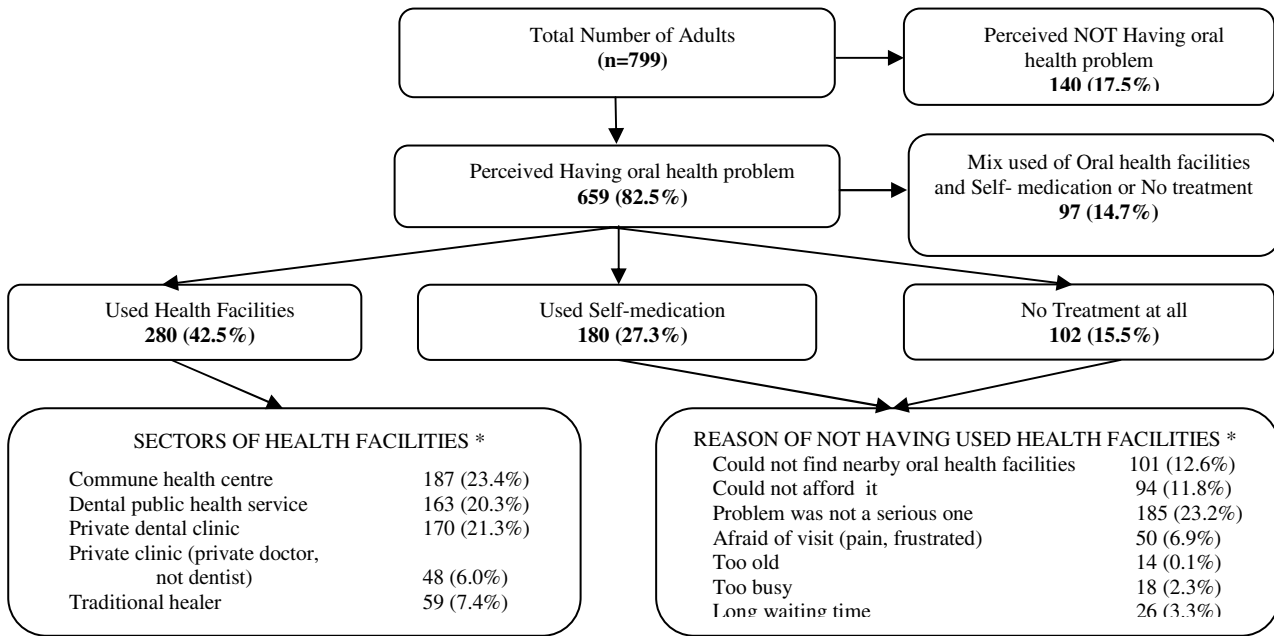 Total Number of Adults
(n=799)
Perceived NOT Having oral
health problem
140 (17.5%)
Perceived Having oral health problem
659 (82.5%)
Mix used of Oral health facilities
and Self- medication or No treatment
97 (14.7%)
Used Health Facilities
280 (42.5%)
Used Self-medication
180 (27.3%)
No Treatment at all
102 (15.5%)
SECTORS OF HEALTH FACILITIES *
Commune health centre 187 (23.4%)
Dental public health service 163 (20.3%)
Private dental clinic 170 (21.3%)
Private clinic (private doctor,
not dentist) 48 (6.0%)
Traditional healer 59 (7.4%)
REASON OF NOT HAVING USED HEALTH FACILITIES *
Could not find nearby oral health facilities 101 (12.6%)
Could not afford it 94 (11.8%)
Problem was not a serious one 185 (23.2%)
Afraid of visit (pain, frustrated) 50 (6.9%)
Too old 14 (0.1%)
Too busy 18 (2.3%)
Long waiting time 26 (3.3%)